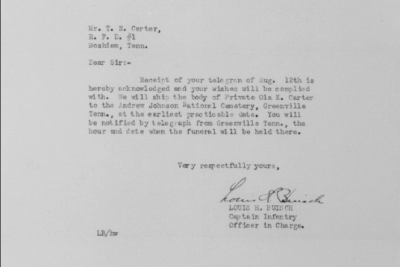 Mr. T. N. Carter,
R. F. D. #1
Mosheim, Tenn.
Dear Sir:-
Receipt of your telegram of Aug. 12th is
hereby acknowledged and your wishes will be complied
with. We will ship the body of Private Ola K. Carter
to the Andrew Johnson National Cemetery, Greenville
Tenn., at the earliest practicable date. You will
be notified by telegraph from Greenville Tenn., the
hour and date when the funeral will be held there.
Very respectfully yours,
Louis H. Buisch
LOUIS H. BUISCH
Captain Infantry
Officer in Charge.
LB/hw